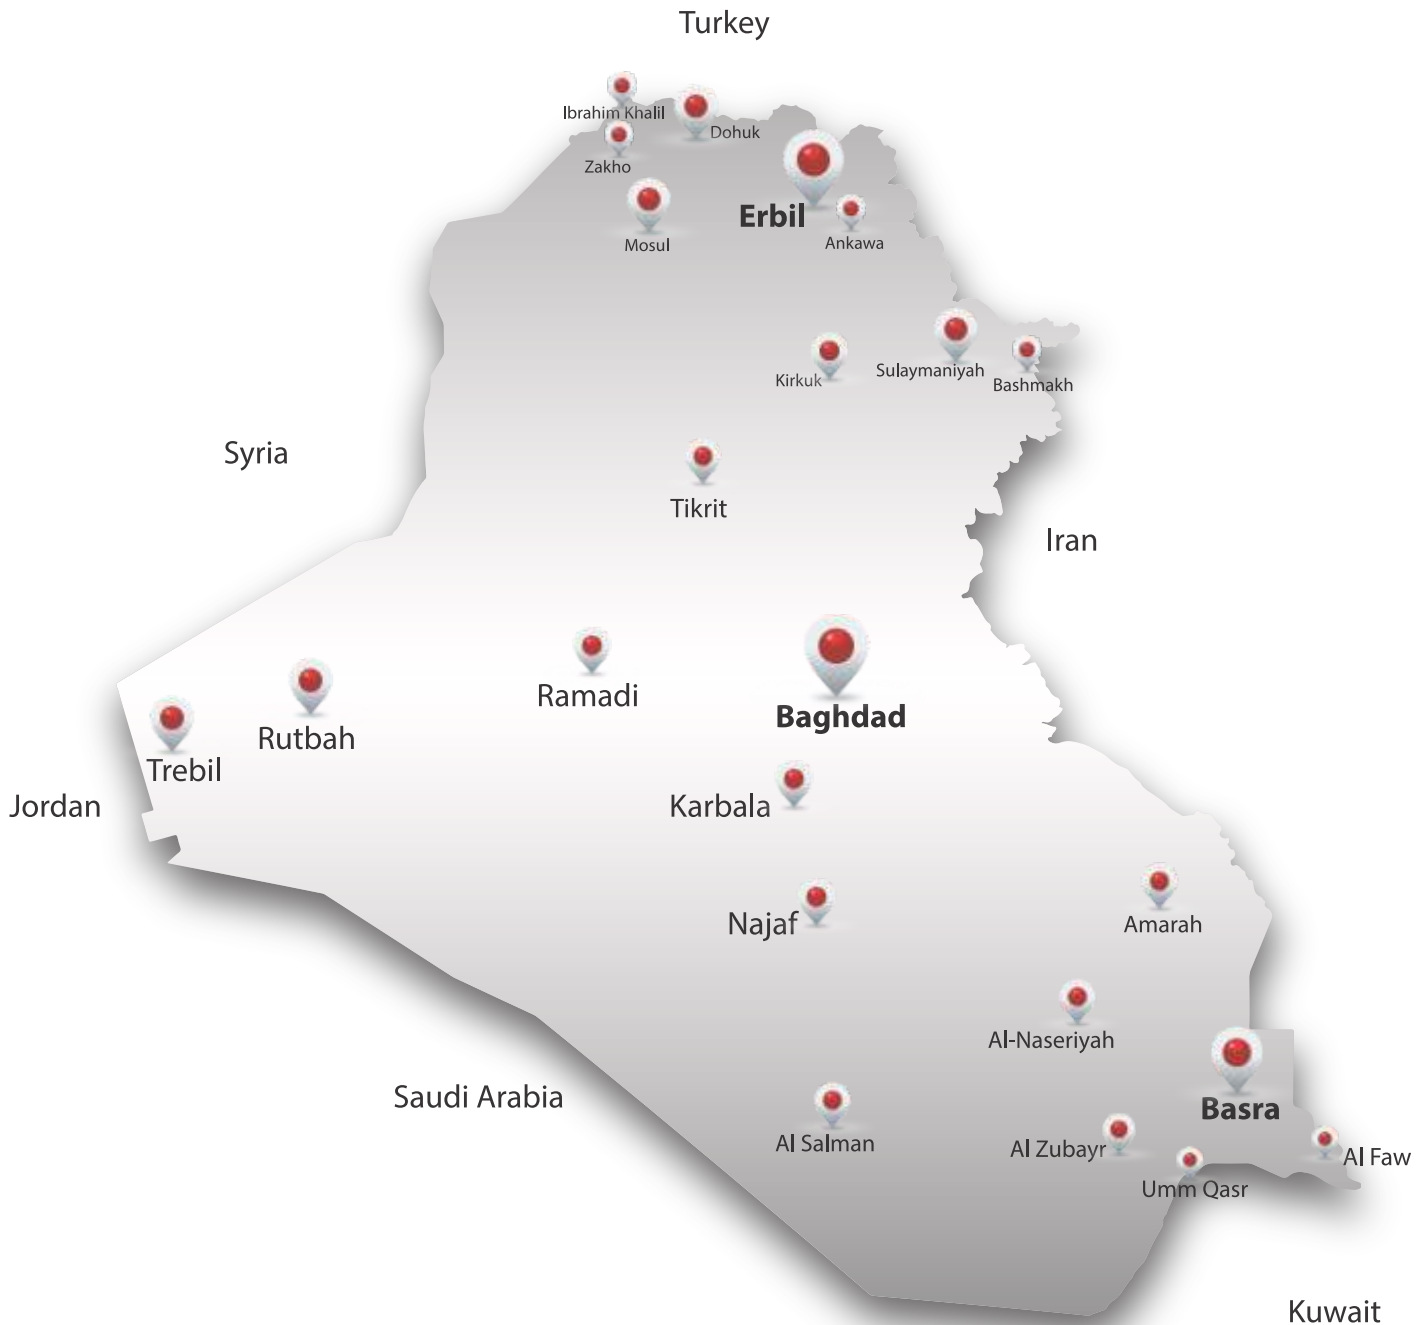 Turkey
Ibrahim Khalil
Dohuk
Zakho
Erbil
Mosul
Ankawa
Kirkuk
Sulaymaniyah
Bashmakh
Syria
Tikrit
Iran
Ramadi
Baghdad
Rutbah
Trebil
Jordan
Karbala
Najaf
Amarah
Al-Naseriyah
Saudi Arabia
Basra
Al Salman
Al Zubayr
Al Faw
Umm Qasr
Kuwait